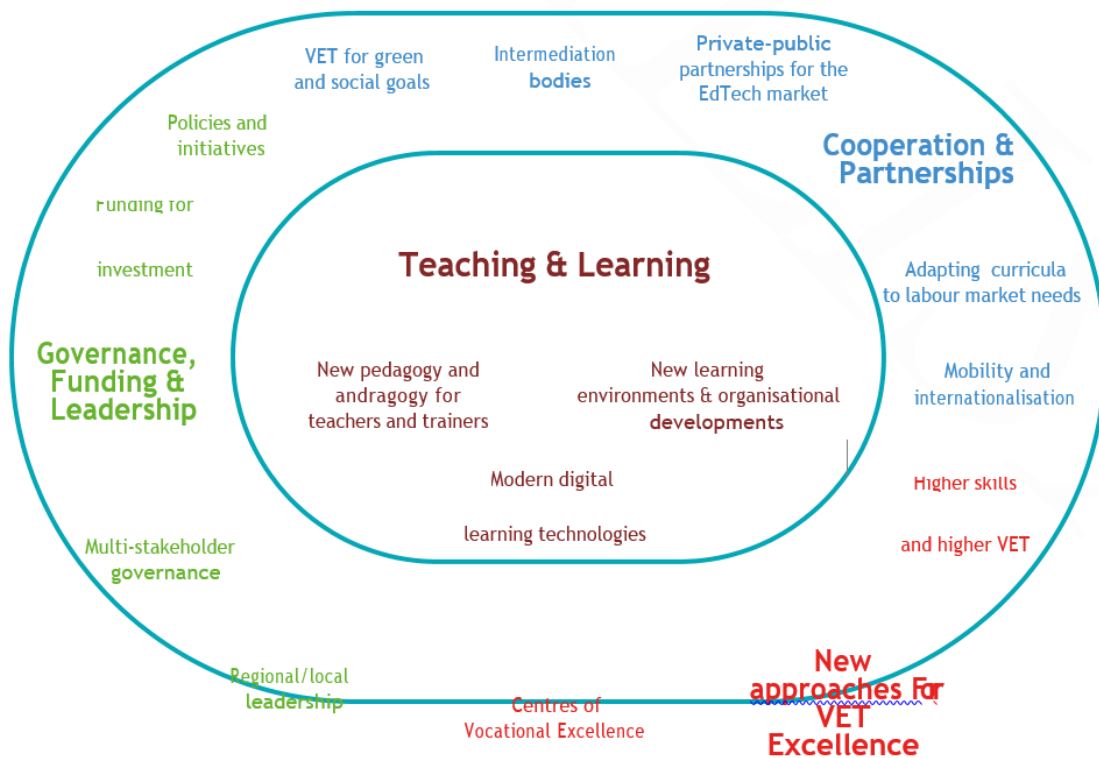 VET for green
and social goals
Intermediation
bodies
Private-public
partnerships for the
EdTech market
Policies and
initiatives
Cooperation &
Partnerships
Funding for
investment
Teaching & Learning
Adapting curricula
to labour market needs
Governance,
Funding &
Leadership
New pedagogy and
andragogy for
teachers and trainers
New learning
environments & organisational
developments
Mobility and
internationalisation
Modern digital
learning technologies
Higher skills
and higher VET
Multi-stakeholder
governance
Regional/local
leadership
Centres of
Vocational Excellence
New
approaches For
VET
Excellence